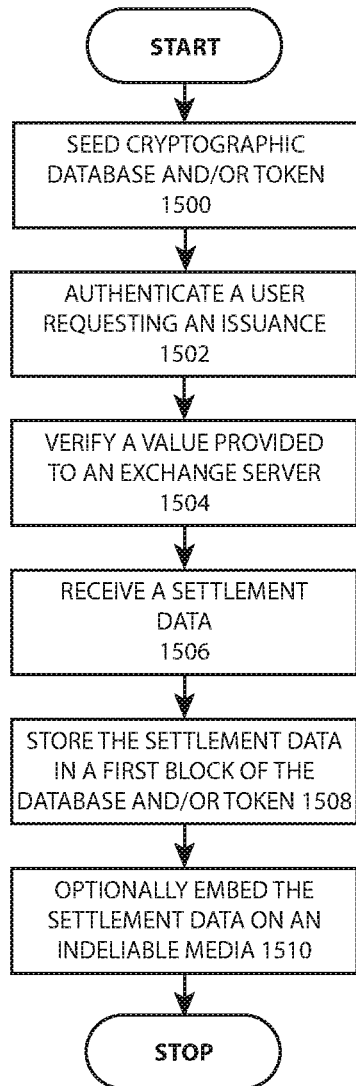 START
SEED CRYPTOGRAPHIC
DATABASE AND/OR TOKEN
1500
AUTHENTICATE A USER
REQUESTING AN ISSUANCE
1502
VERIFY A VALUE PROVIDED
TO AN EXCHANGE SERVER
1504
RECEIVE A SETTLEMENT
DATA
1506
STORE THE SETTLEMENT DATA
IN A FIRST BLOCK OF THE
DATABASE AND/OR TOKEN 1508
OPTIONALLY EMBED THE
SETTLEMENT DATA ON AN
INDELIABLE MEDIA 1510
STOP